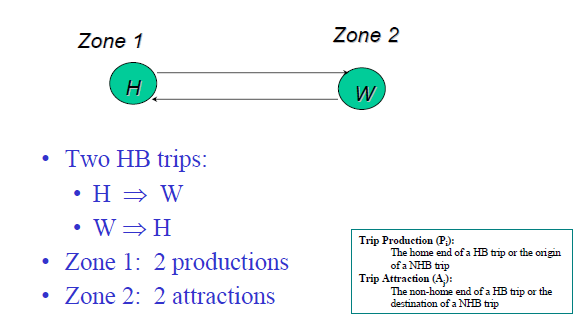 Zone 1
Zone 2
H
W
• Two HB trips:
• H ⇒ W
• W ⇒ H
• Zone 1: 2 productions
• Zone 2: 2 attractions
Trip Production (Pᵢ):
The home end of a HB trip or the origin
of a NHB trip
Trip Attraction (Aⱼ):
The non-home end of a HB trip or the
destination of a NHB trip